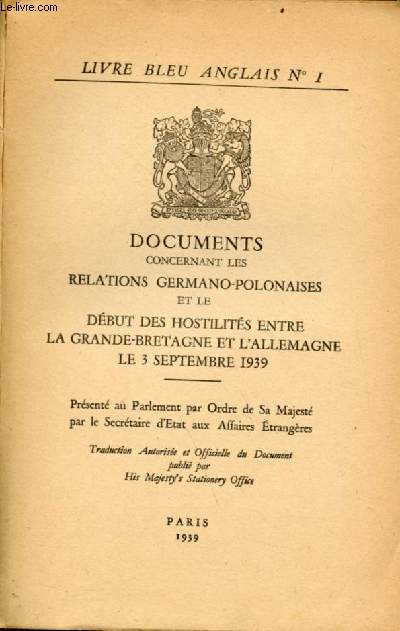 Le-livre.com
LIVRE BLEU ANGLAIS Nº 1
DOCUMENTS
CONCERNANT LES
RELATIONS GERMANO-POLONAISES
ET LE
DÉBUT DES HOSTILITÉS ENTRE
LA GRANDE-BRETAGNE ET L'ALLEMAGNE
LE 3 SEPTEMBRE 1939
Présenté au Parlement par Ordre de Sa Majesté
par le Secrétaire d'Etat aux Affaires Étrangères
Traduction Autorisée et Officielle du Document
publié par
His Majesty's Stationery Office
PARIS
1939